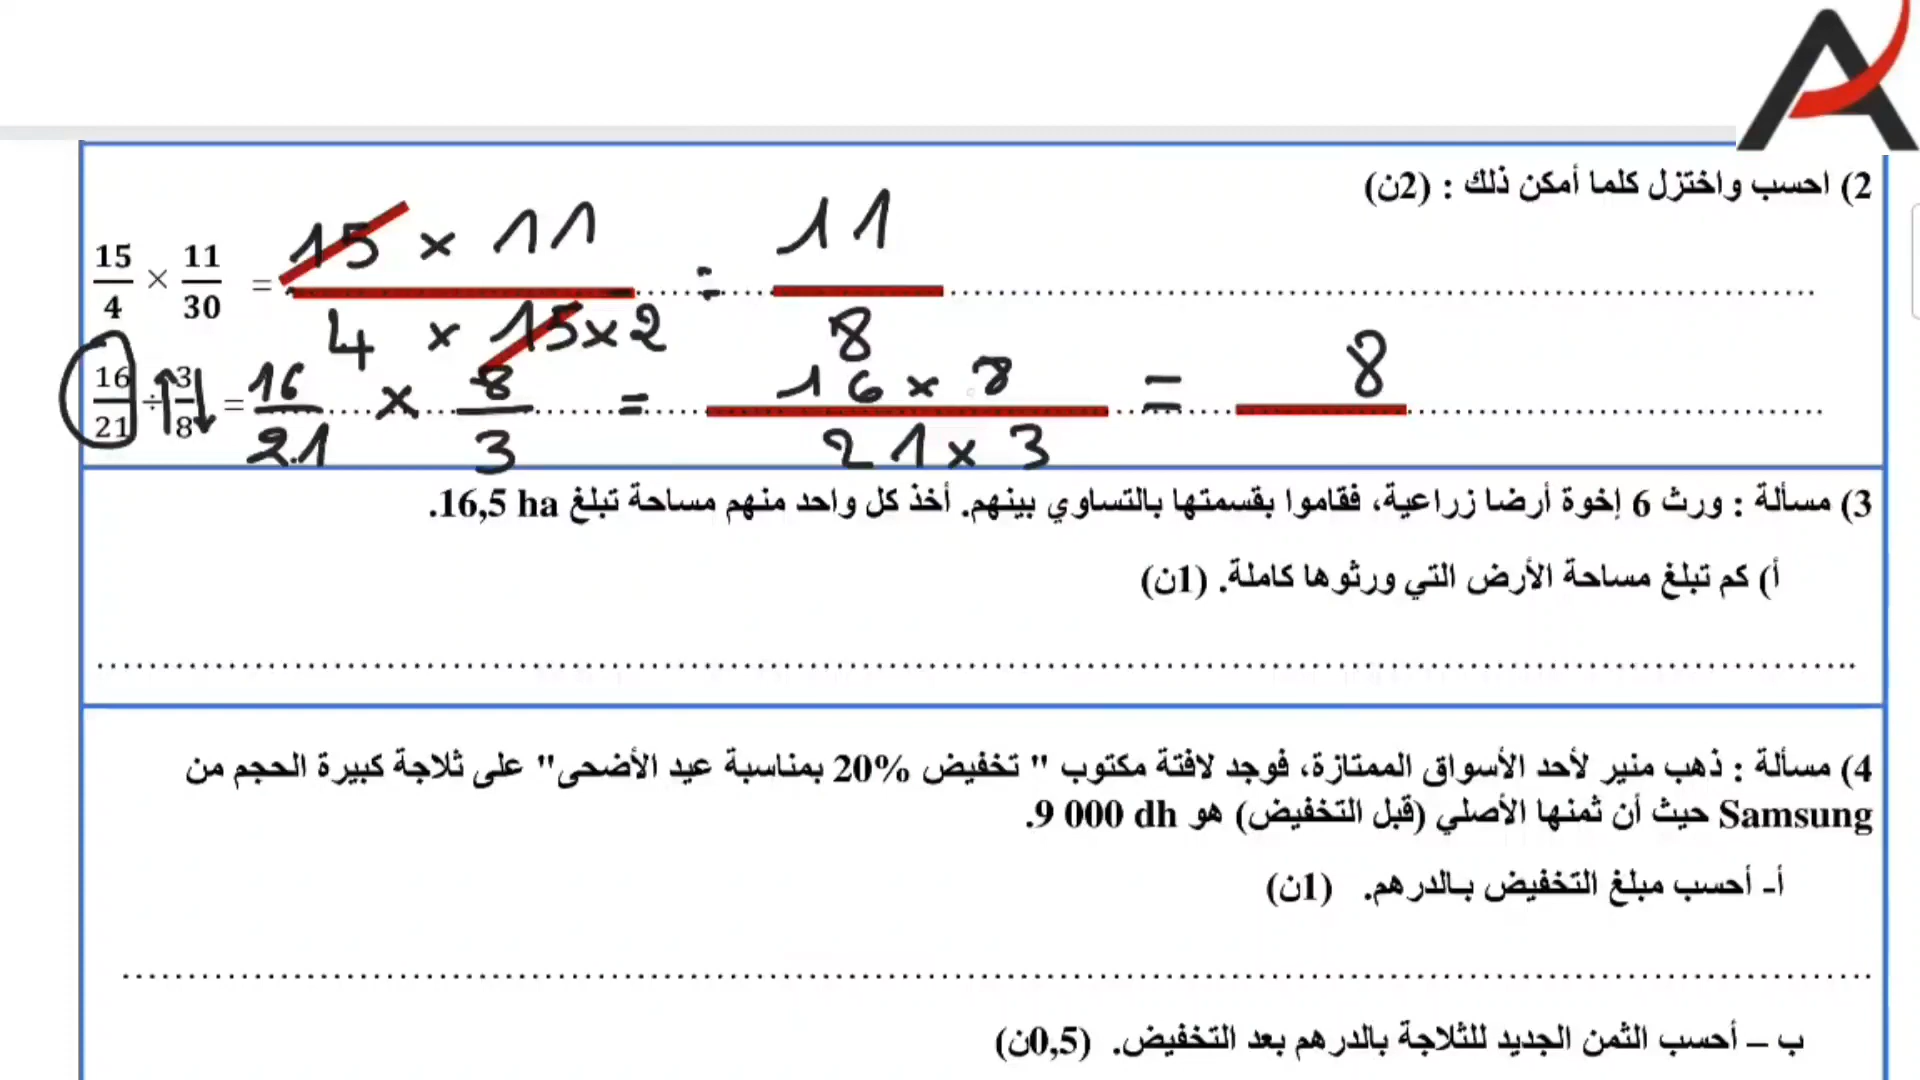 2) احسب واختزل كلما أمكن ذلك : (2ن)
15/4 × 11/30 = 15 × 11 / 4 × 15 × 2 = 11/8
16/21 ÷ 3/8 = 16/21 × 8/3 = 16 × 8 / 21 × 3 = 8
3) مسألة : ورث 6 إخوة أرضا زراعية، فقاموا بقسمتها بالتساوي بينهم. أخذ كل واحد منهم مساحة تبلغ 16,5 ha.
أ) كم تبلغ مساحة الأرض التي ورثوها كاملة. (1ن)
4) مسألة : ذهب منير لأحد الأسواق الممتازة، فوجد لافتة مكتوب " تخفيض 20% بمناسبة عيد الأضحى" على ثلاجة كبيرة الحجم من
Samsung حيث أن ثمنها الأصلي (قبل التخفيض) هو 9 000 dh.
أ- أحسب مبلغ التخفيض بالدرهم. (1ن)
ب – أحسب الثمن الجديد للثلاجة بالدرهم بعد التخفيض. (0,5ن)